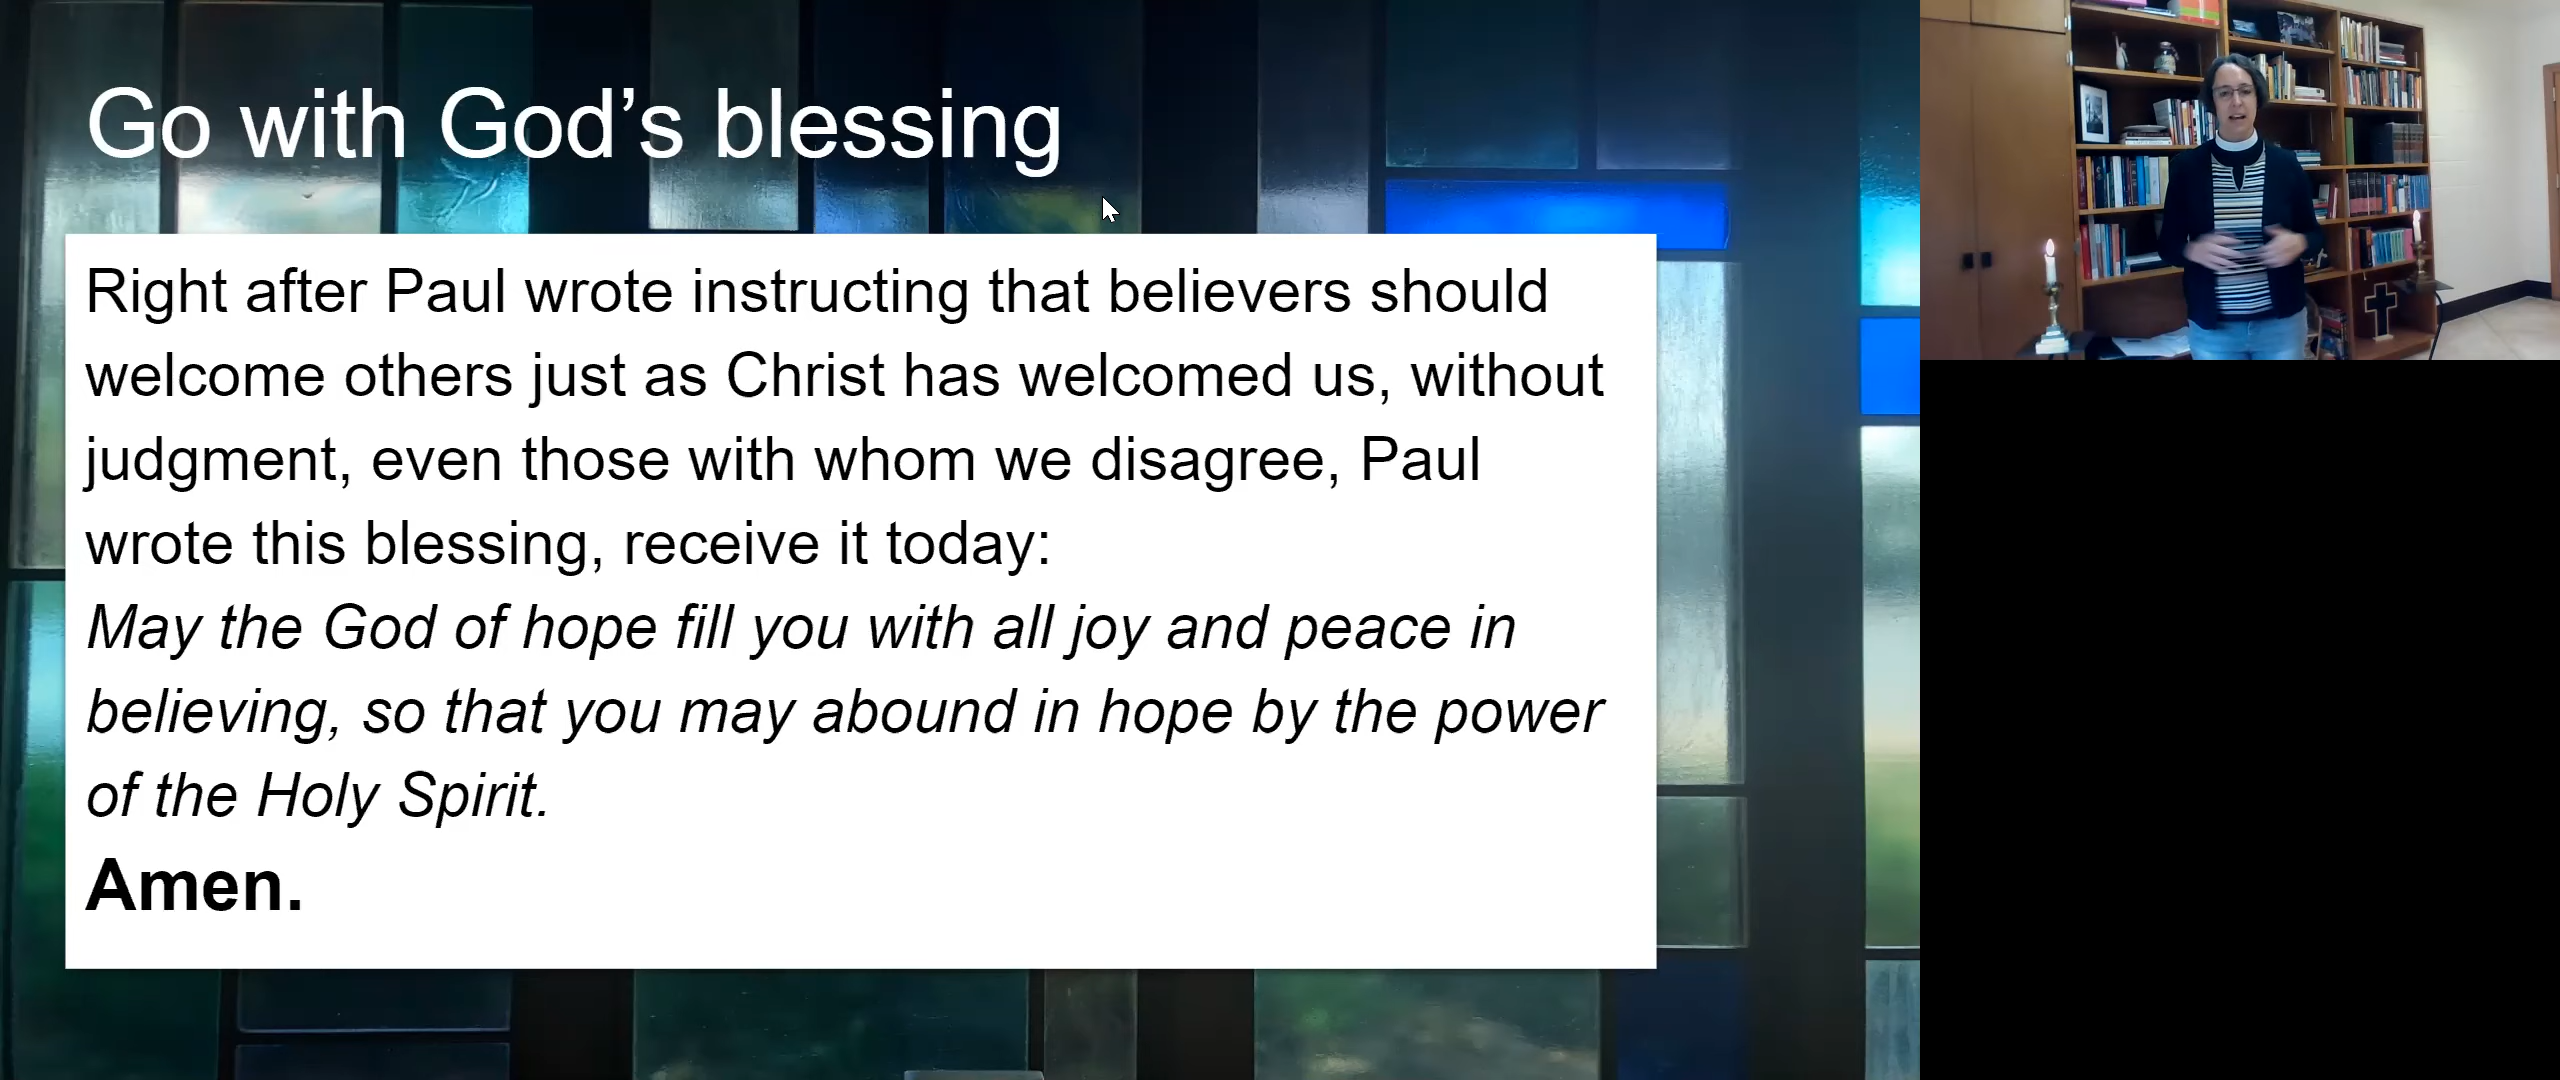 Go with God’s blessing
Right after Paul wrote instructing that believers should
welcome others just as Christ has welcomed us, without
judgment, even those with whom we disagree, Paul
wrote this blessing, receive it today:
May the God of hope fill you with all joy and peace in
believing, so that you may abound in hope by the power
of the Holy Spirit.
Amen.